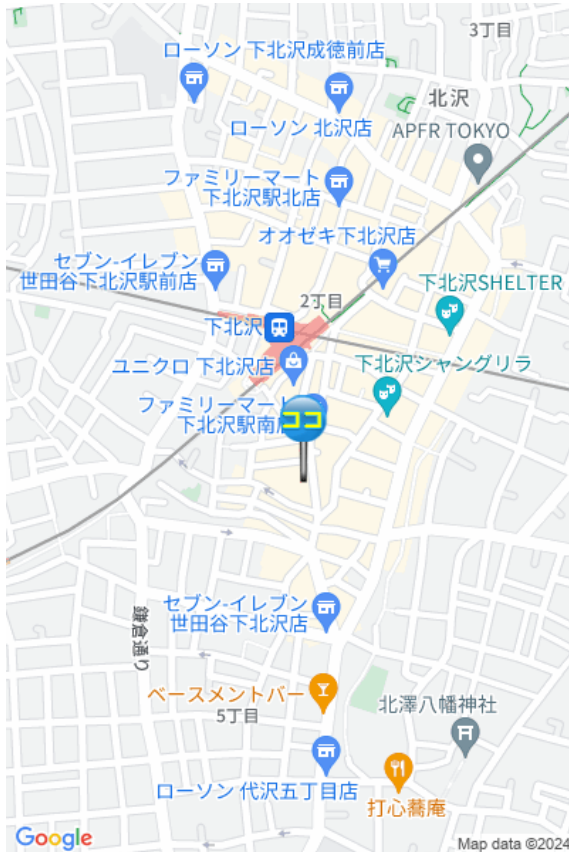 3丁目
ローソン 下北沢成徳前店
北沢
ローソン 北沢店
APFR TOKYO
ファミリーマート
下北沢駅北店
オオゼキ下北沢店
セブン-イレブン
世田谷下北沢駅前店
2丁目
下北沢SHELTER
下北沢
ユニクロ 下北沢店
下北沢シャングリラ
ファミリーマート
下北沢駅南店
ココ
セブン-イレブン
世田谷下北沢店
鎌倉通り
ベースメントバー
5丁目
北澤八幡神社
ローソン 代沢五丁目店
打心蕎庵
Google
Map data ©2024